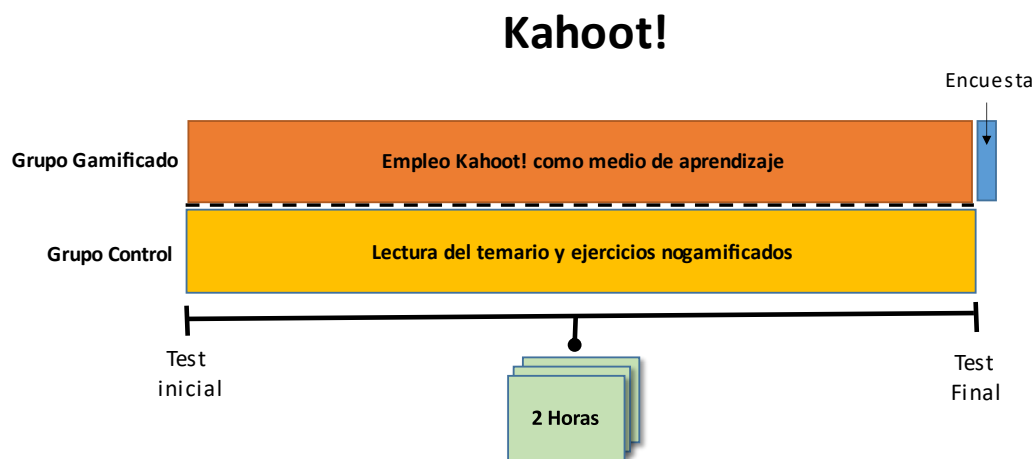 Kahoot!
Encuesta
Grupo Gamificado
Empleo Kahoot! como medio de aprendizaje
Grupo Control
Lectura del temario y ejercicios nogamificados
Test
inicial
Test
Final
2 Horas